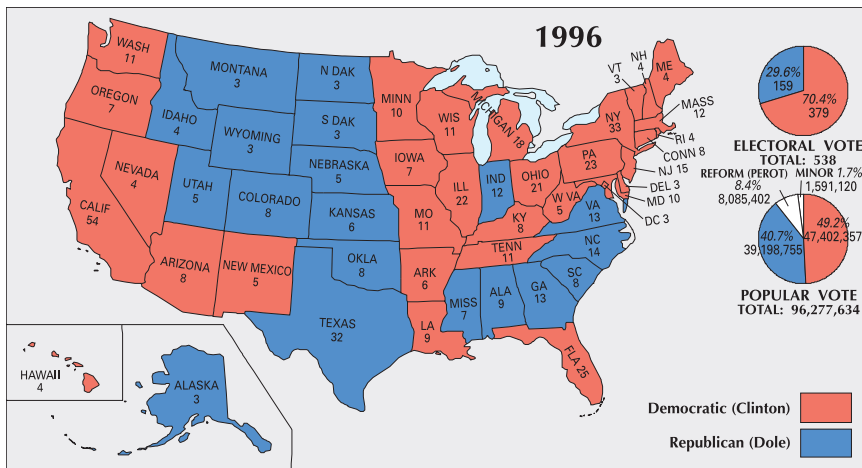 1996
WASH
11
OREGON
7
CALIF
54
NEVADA
4
IDAHO
4
MONTANA
3
WYOMING
3
UTAH
5
ARIZONA
8
COLORADO
8
NEW MEXICO
5
N DAK
3
S DAK
3
NEBRASKA
5
KANSAS
6
OKLA
8
TEXAS
32
MINN
10
IOWA
7
MO
11
ARK
6
LA
9
WIS
11
ILL
22
MICHIGAN 18
IND
12
OHIO
21
KY
8
TENN
11
MISS
7
ALA
9
GA
13
FLA 25
SC
8
NC
14
VA
13
W VA
5
PA
23
NY
33
VT
3
NH
4
ME
4
MASS
12
RI 4
CONN 8
NJ 15
DEL 3
MD 10
DC 3
HAWAII
4
ALASKA
3
29.6%
159
70.4%
379
ELECTORAL VOTE
TOTAL: 538
REFORM (PEROT)
8.4%
8,085,402
MINOR 1.7%
1,591,120
40.7%
39,198,755
49.2%
47,402,357
POPULAR VOTE
TOTAL: 96,277,634
Democratic (Clinton)
Republican (Dole)